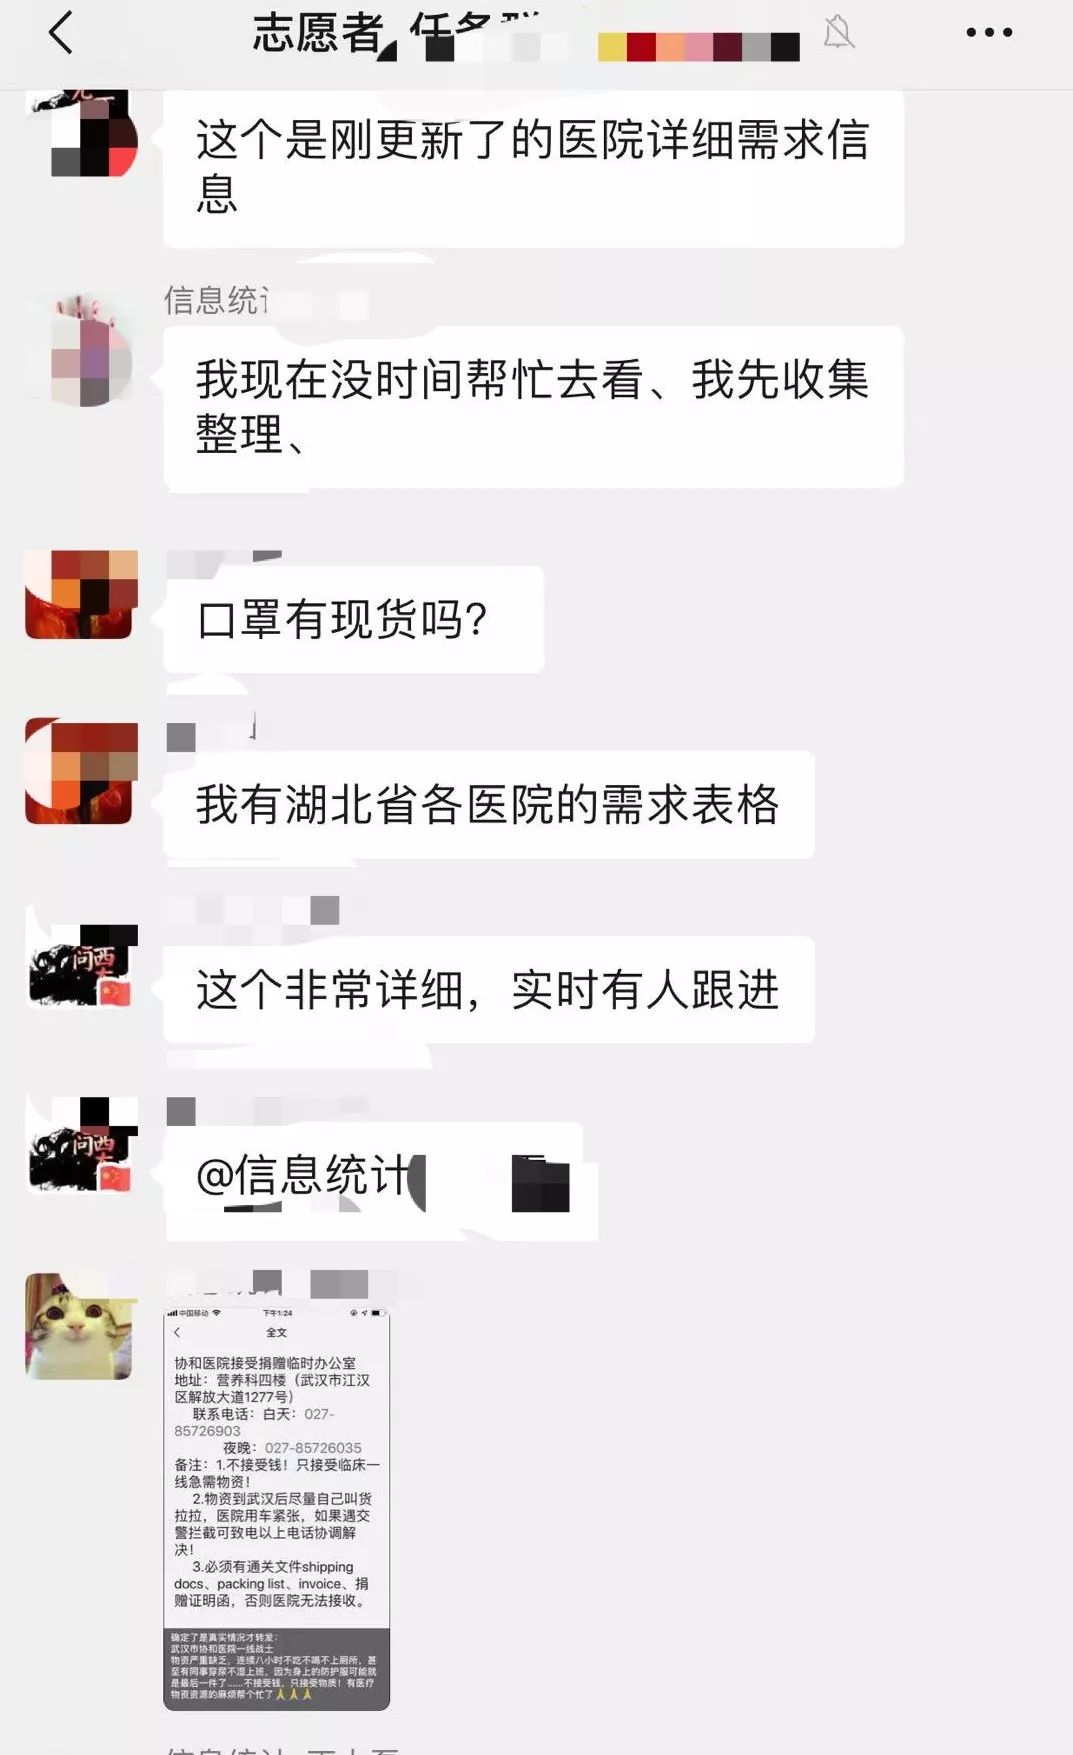 志愿者
这个是刚更新了的医院详细需求信
息
信息统
我现在没时间帮忙去看、我先收集
整理、
口罩有现货吗?
我有湖北省各医院的需求表格
问西
这个非常详细，实时有人跟进
问西
@信息统计
中国移动
下午1:24
全文
协和医院接受捐赠临时办公室
地址：营养科四楼（武汉市江汉
区解放大道1277号）
联系电话：白天：027-
85726903
夜晚：027-85726035
备注：1.不接受钱！只接受临床一
线急需物资！
2.物资到武汉后尽量自己叫货
拉拉，医院用车紧张，如果遇交
警拦截可致电以上电话协调解
决！
3.必须有通关文件shipping
docs、packing list、invoice、捐
赠证明函，否则医院无法接收。
确定了是真实情况才转发：
武汉市协和医院一线战士
物资严重缺乏，连续八小时不吃不喝不上厕所，甚
至有同事穿尿不湿上班，因为身上的防护服可能就
是最后一件了......不接受钱、只接受物质！有医疗
物资资源的麻烦帮个忙了🙏🙏🙏